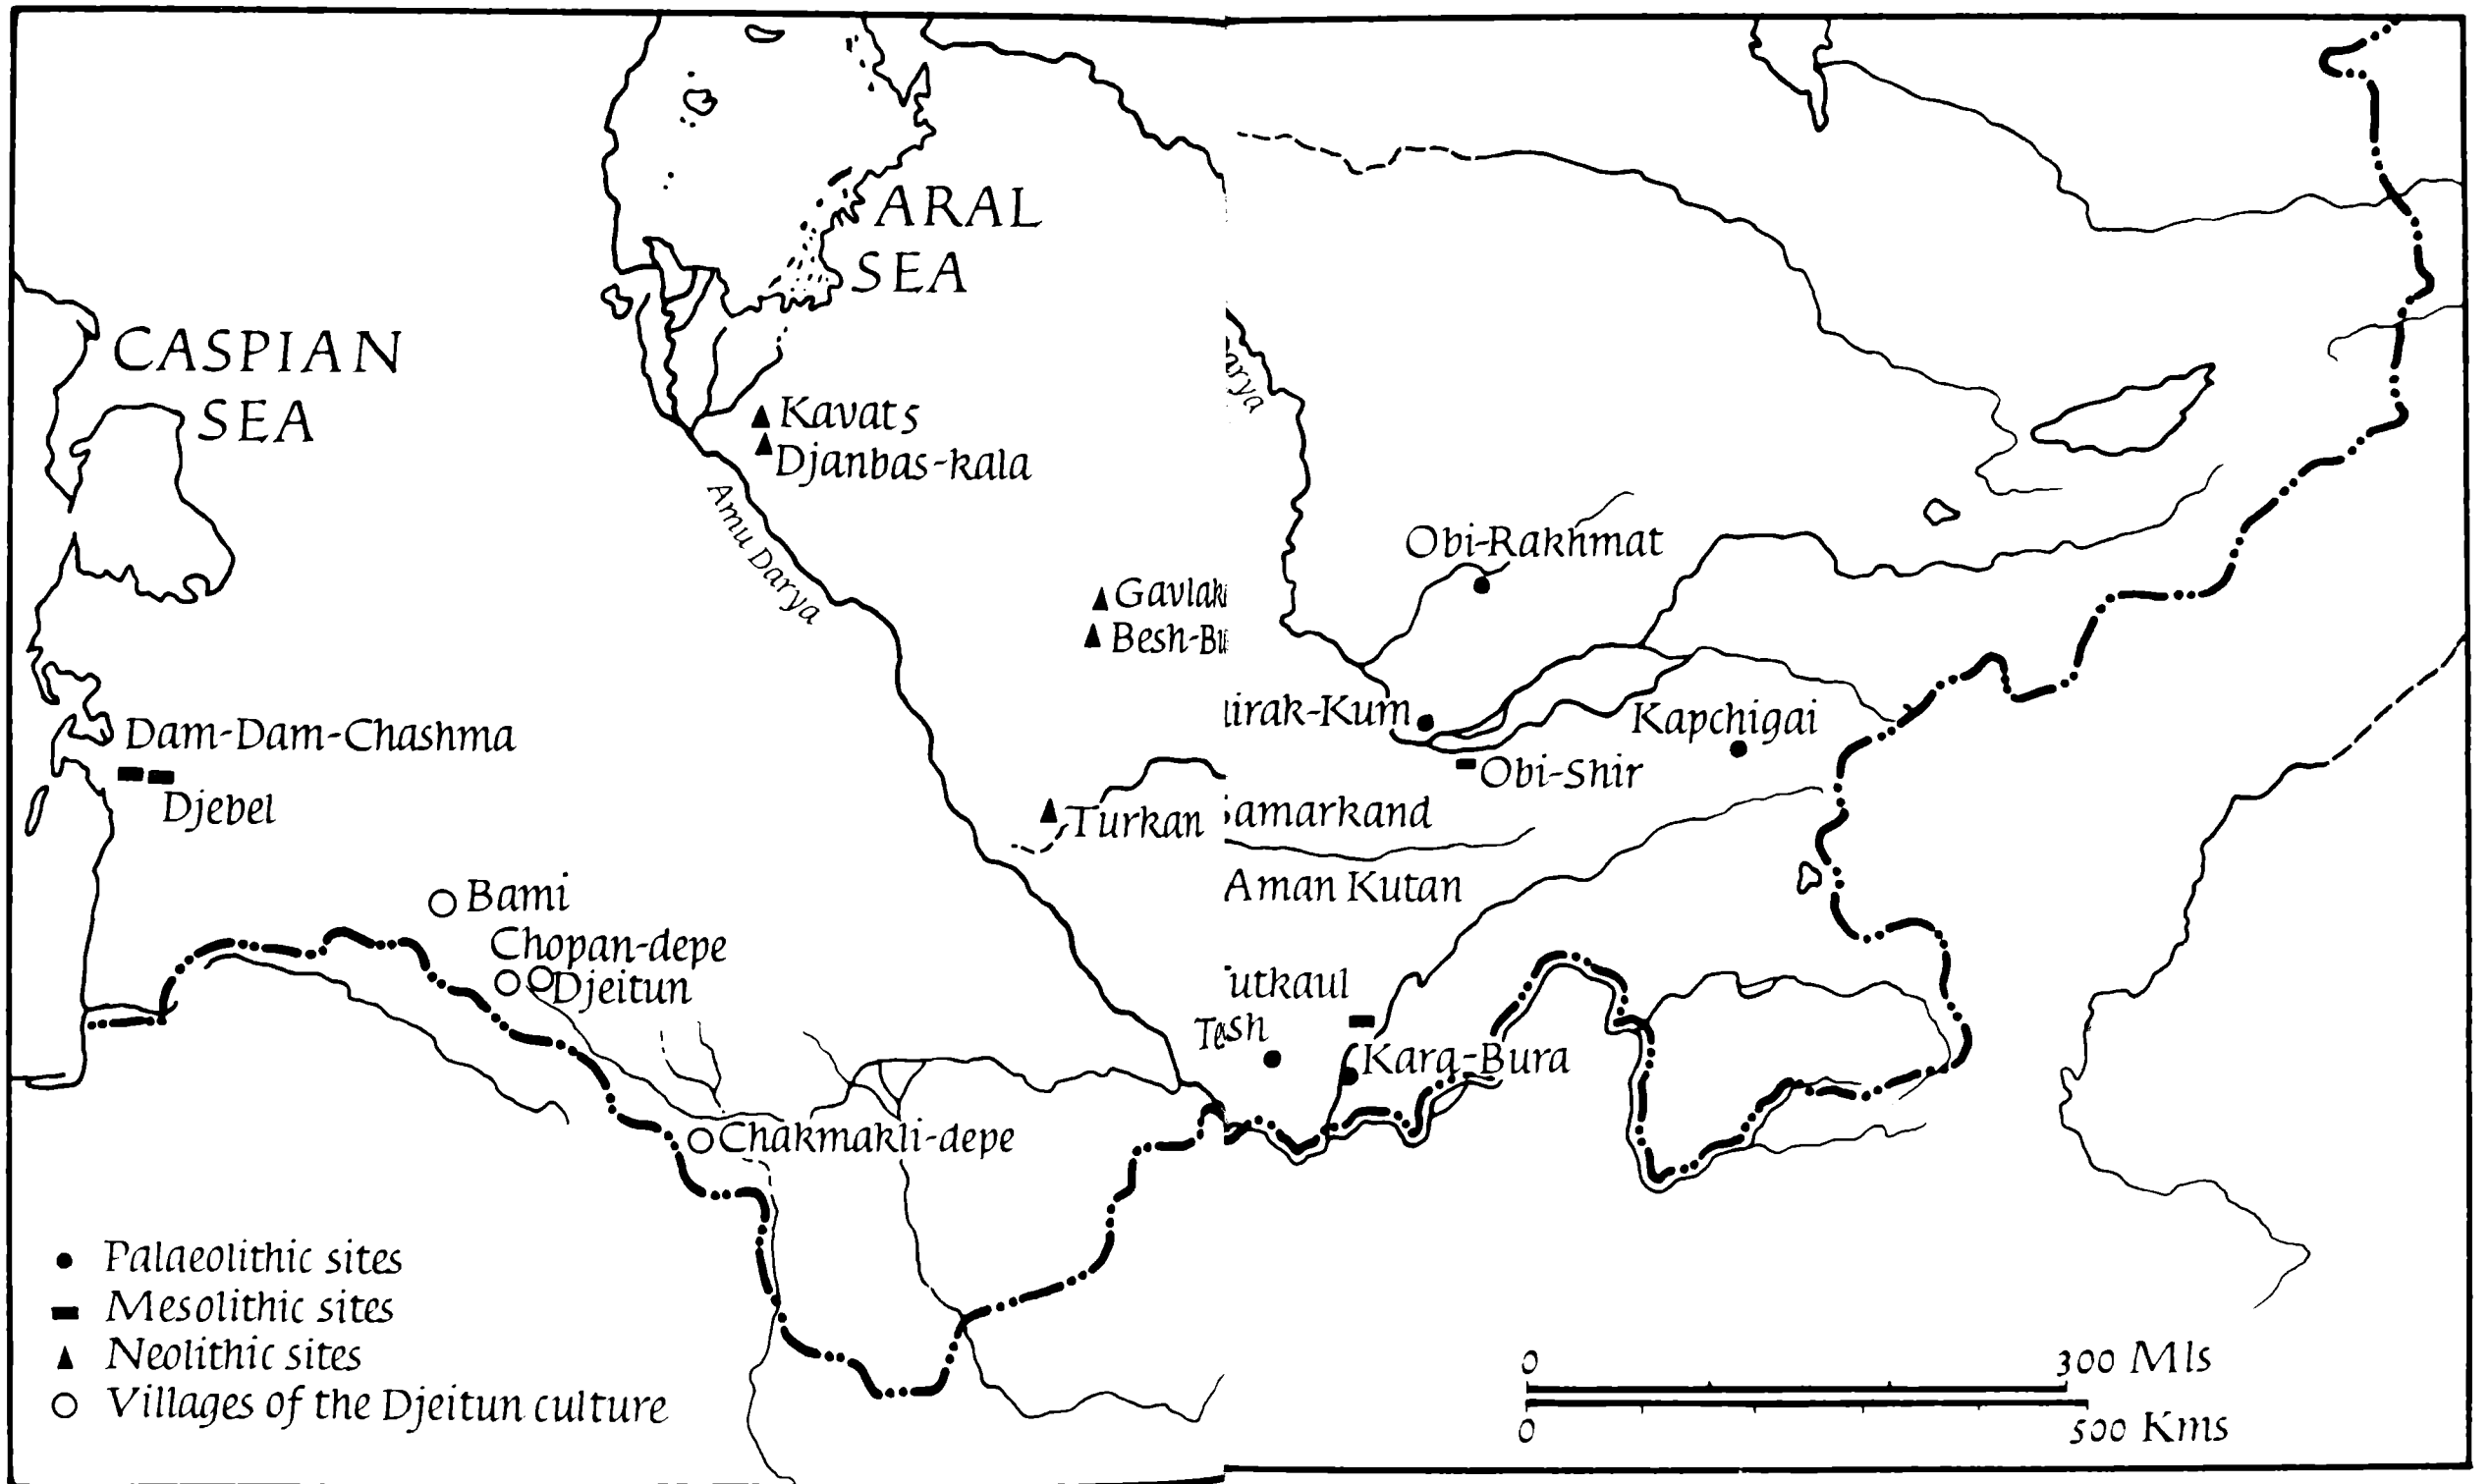 ARAL
SEA
CASPIAN
SEA
Kavats
Djanbas-kala
Amu Darya
arya
Obi-Rakhmat
Gavlak
Besh-Bu
irak-Kum
Kapchigai
Obi-Shir
Dam-Dam-Chashma
Djebel
Turkan
amarkand
Aman Kutan
Bami
Chopan-depe
Djeitun
utkaul
Tesh
Kara-Bura
Chakmakli-depe
Palaeolithic sites
Mesolithic sites
Neolithic sites
Villages of the Djeitun culture
0 300 Mls
0 500 Kms